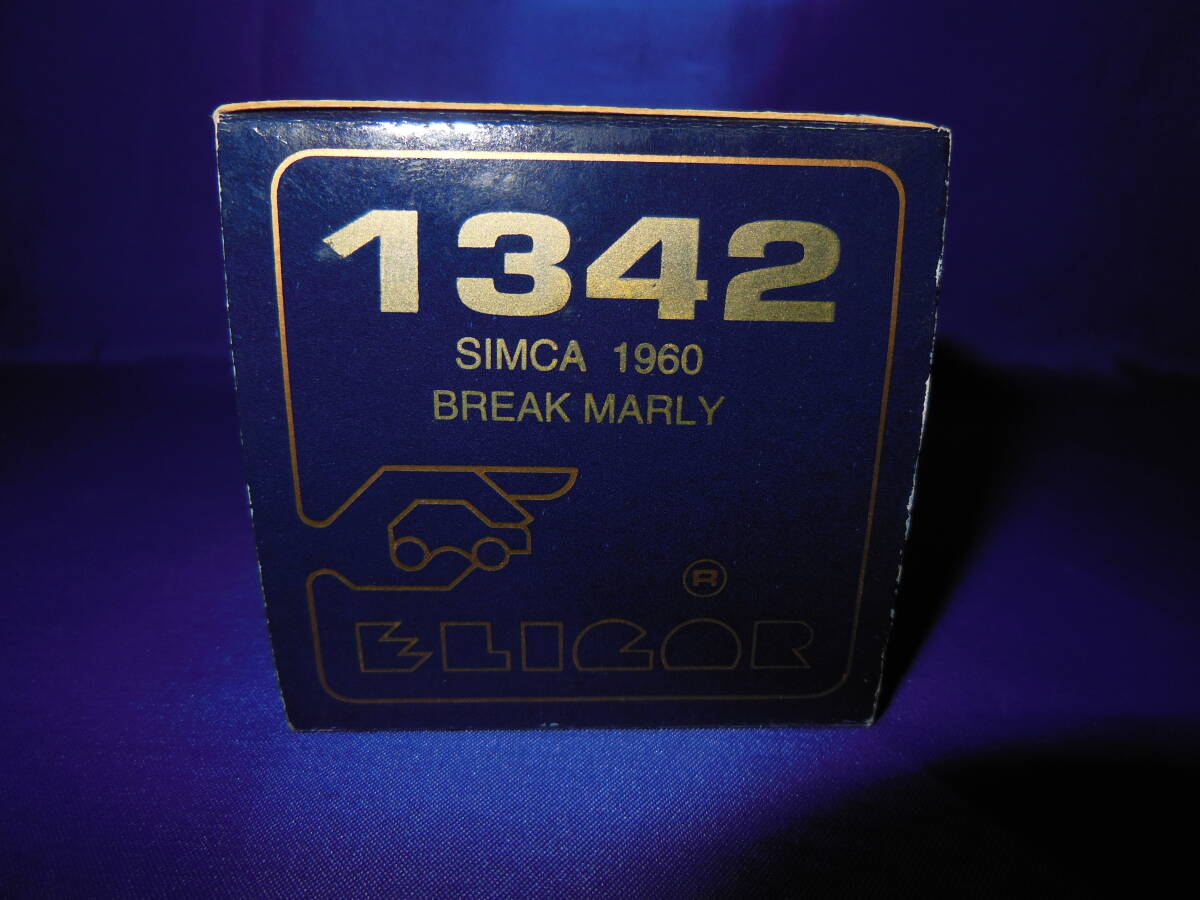 1342
SIMCA 1960
BREAK MARLY
®
ELIGOR